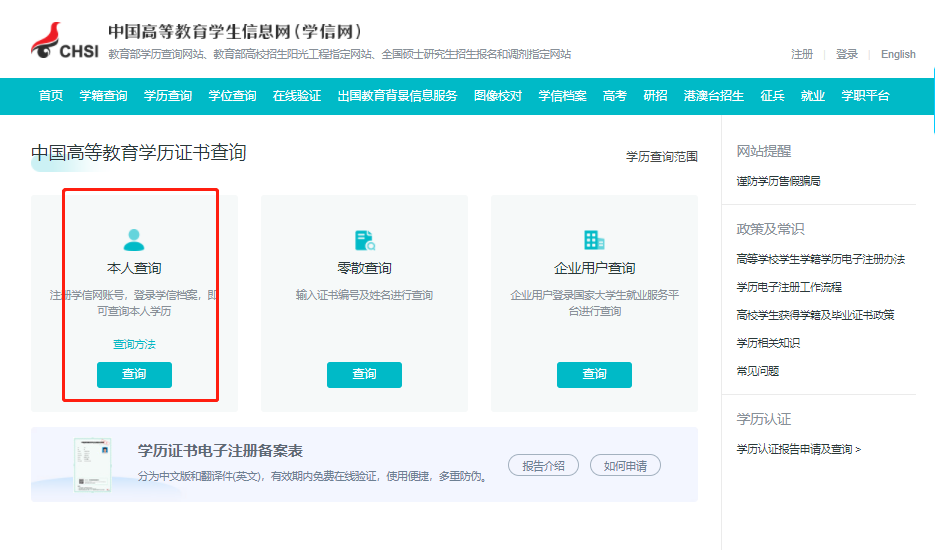 中国高等教育学生信息网(学信网)
CHSI
教育部学历查询网站、教育部高校招生阳光工程指定网站、全国硕士研究生招生报名和调剂指定网站
注册 | 登录 | English
首页 学籍查询 学历查询 学位查询 在线验证 出国教育背景信息服务 图像校对 学信档案 高考 研招 港澳台招生 征兵 就业 学职平台
中国高等教育学历证书查询
学历查询范围
本人查询
注册学信网账号，登录学信档案，即
可查询本人学历
查询方法
查询
零散查询
输入证书编号及姓名进行查询
查询
企业用户查询
企业用户登录国家大学生就业服务平
台进行查询
查询
学历证书电子注册备案表
分为中文版和翻译件(英文)，有效期内免费在线验证，使用便捷，多重防伪。
报告介绍
如何申请
网站提醒
谨防学历售假骗局
政策及常识
高等学校学生学籍学历电子注册办法
学历电子注册工作流程
高校学生获得学籍及毕业证书政策
学历相关知识
常见问题
学历认证
学历认证报告申请及查询 >